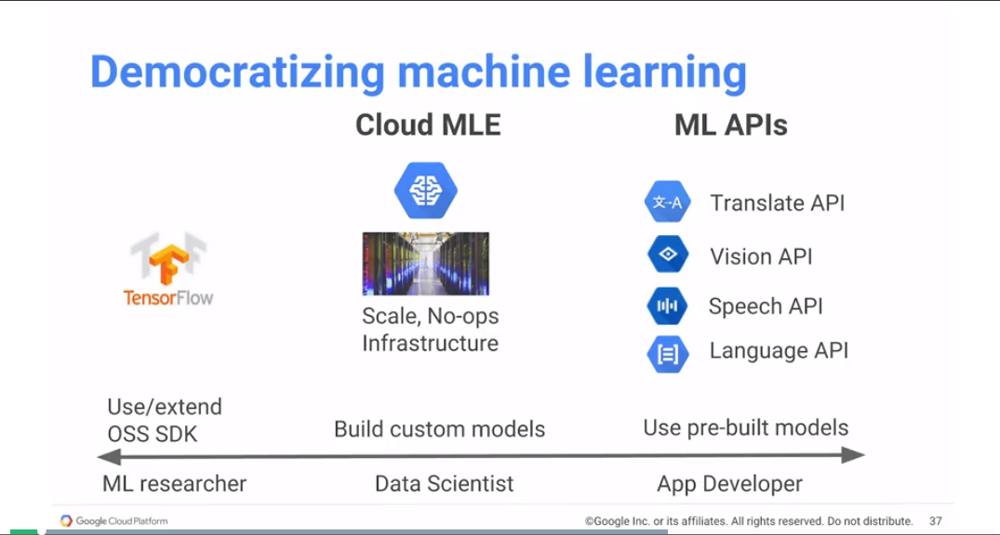 Democratizing machine learning
Cloud MLE
ML APIs
TensorFlow
Scale, No-ops
Infrastructure
文→A
Translate API
Vision API
Speech API
Language API
Use/extend
OSS SDK
Build custom models
Use pre-built models
ML researcher
Data Scientist
App Developer
Google Cloud Platform
©Google Inc. or its affiliates. All rights reserved. Do not distribute.
37